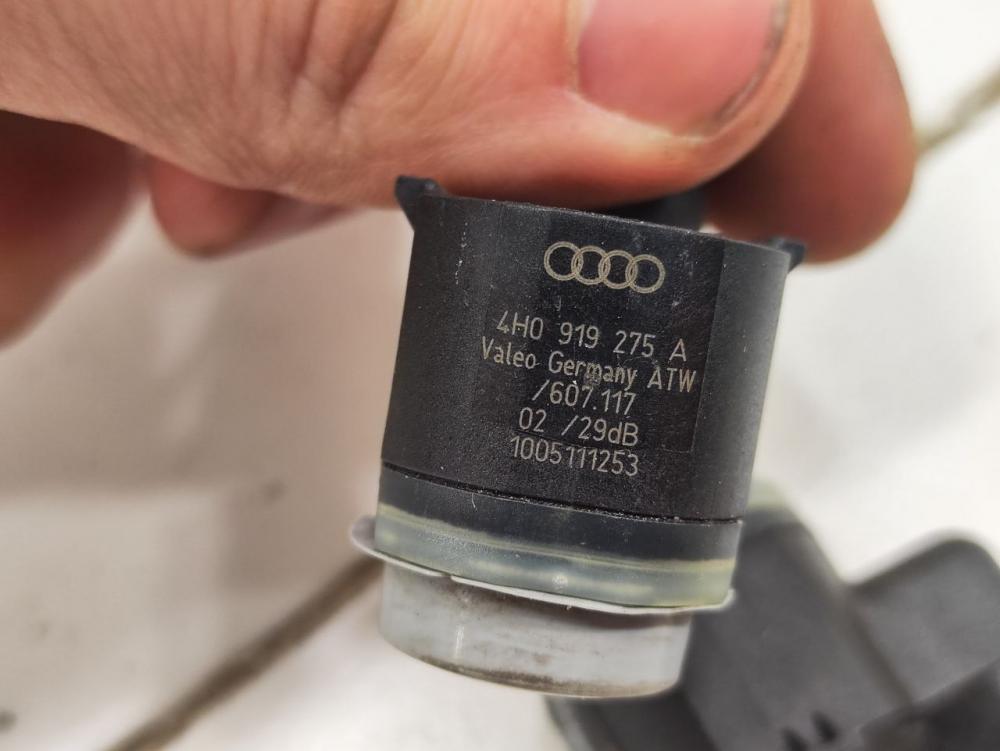 4H0 919 275 A
Valeo Germany ATW
/607.117
02 /29dB
1005111253